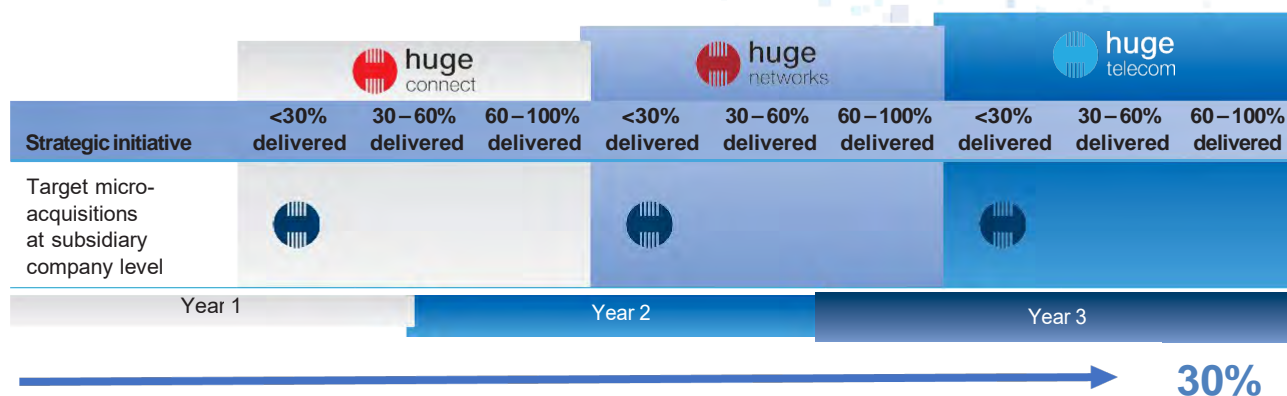 huge
connect
huge
networks
huge
telecom
Strategic initiative
<30%
delivered
30–60%
delivered
60–100%
delivered
<30%
delivered
30–60%
delivered
60–100%
delivered
<30%
delivered
30–60%
delivered
60–100%
delivered
Target micro-
acquisitions
at subsidiary
company level
Year 1
Year 2
Year 3
30%